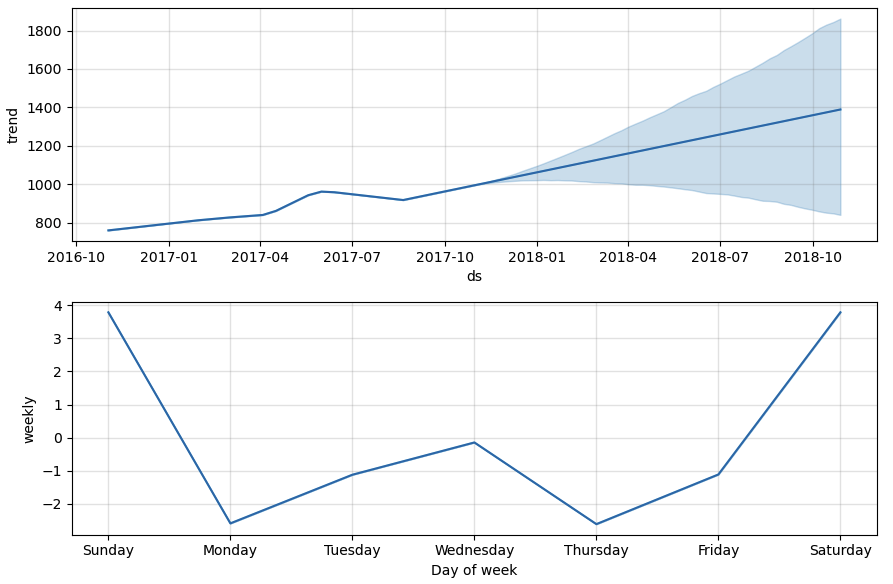 1800
1600
1400
1200
1000
800
trend
2016-10 2017-01 2017-04 2017-07 2017-10 2018-01 2018-04 2018-07 2018-10
ds
4
3
2
1
0
−1
−2
weekly
Sunday Monday Tuesday Wednesday Thursday Friday Saturday
Day of week